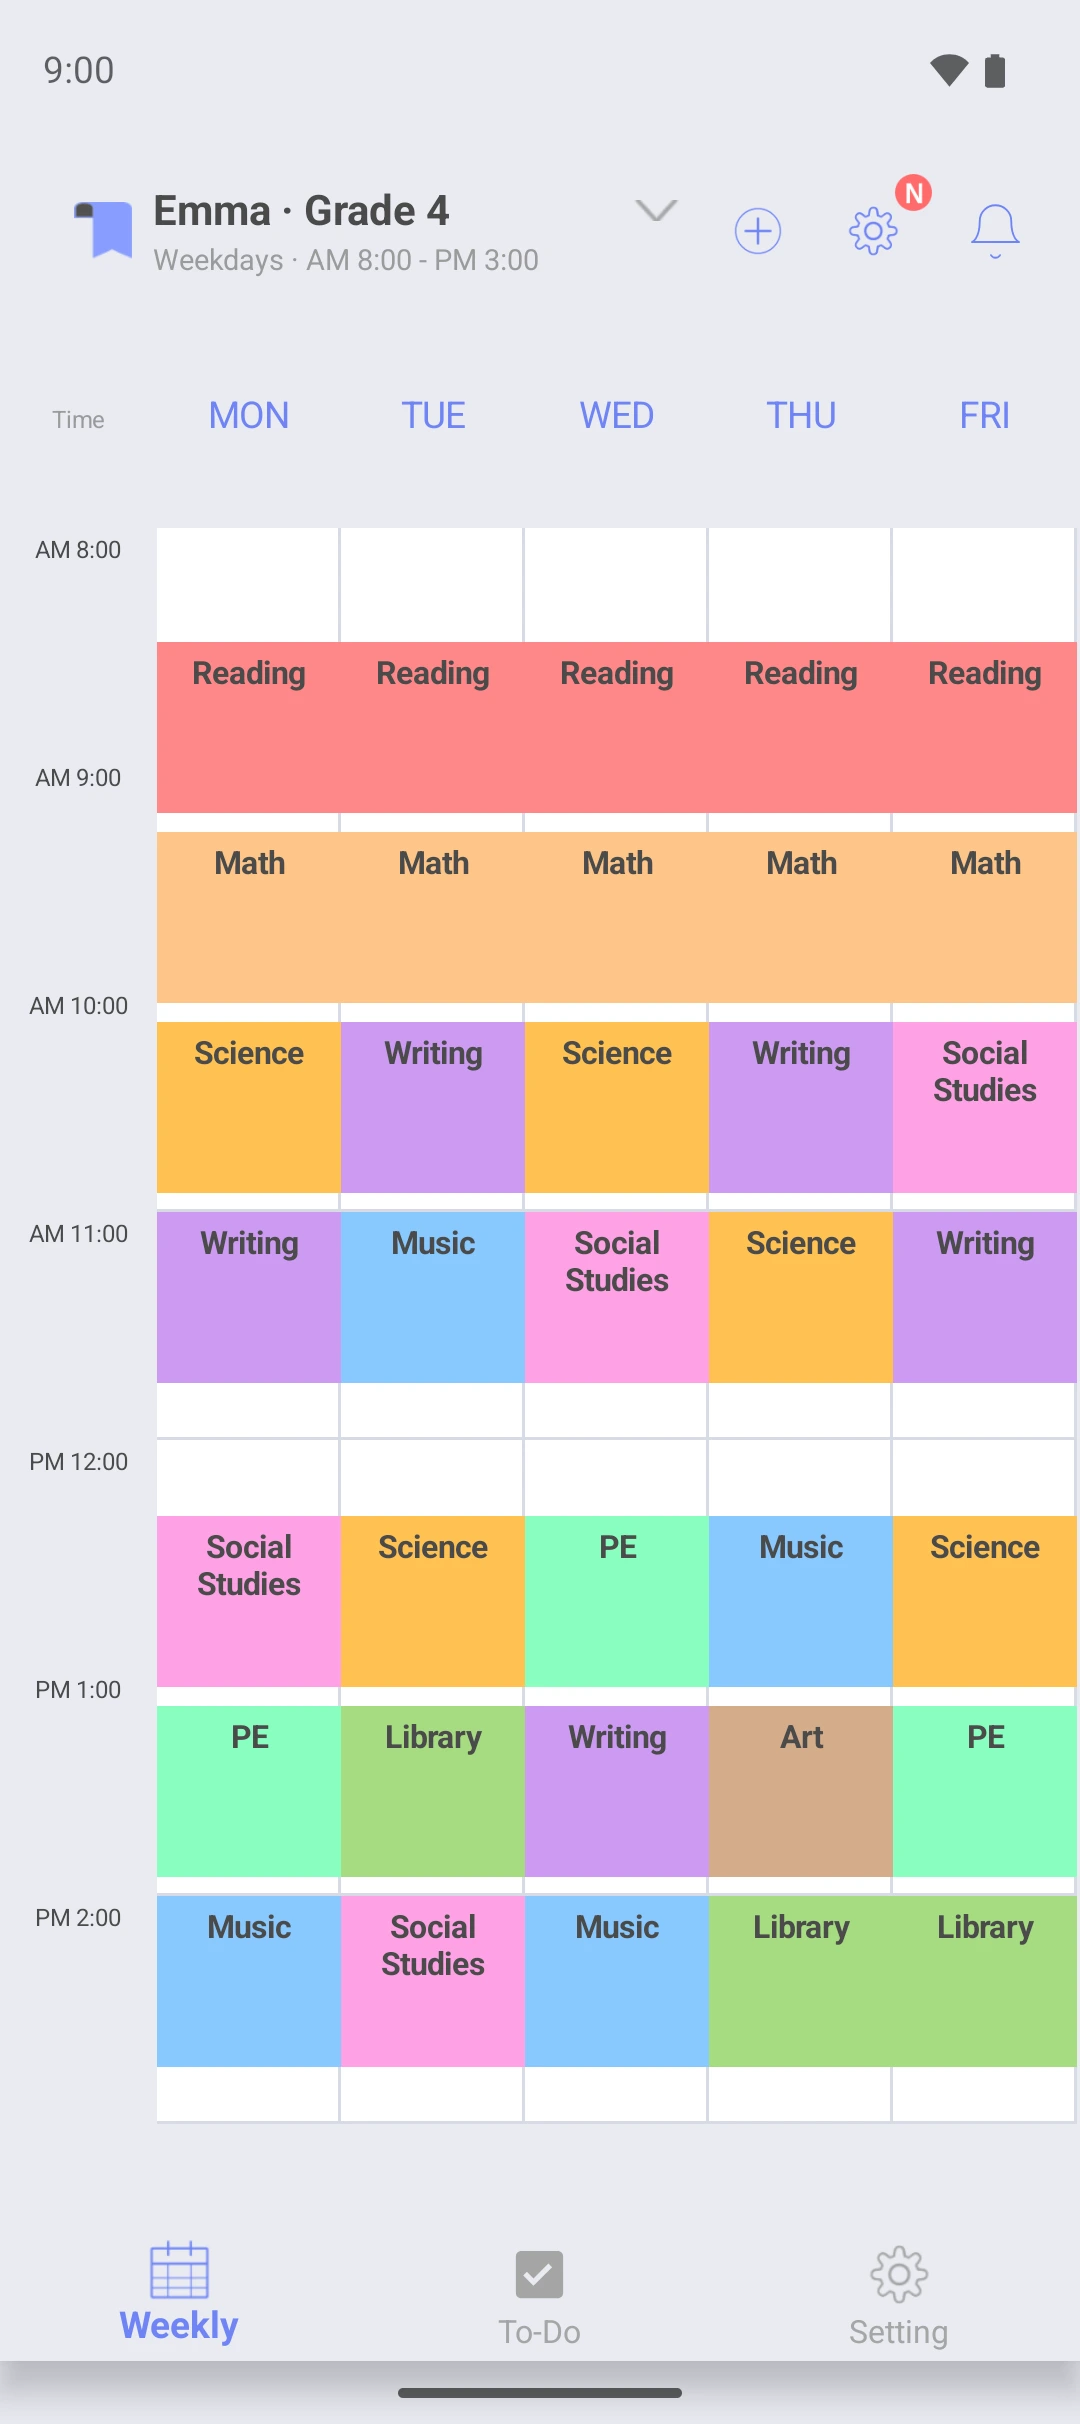 9:00
Emma · Grade 4
N
Weekdays · AM 8:00 - PM 3:00
Time MON TUE WED THU FRI
AM 8:00
Reading Reading Reading Reading Reading
AM 9:00
Math Math Math Math Math
AM 10:00
Science Writing Science Writing Social
Studies
AM 11:00
Writing Music Social Science Writing
Studies
PM 12:00
Social Science PE Music Science
Studies
PM 1:00
PE Library Writing Art PE
PM 2:00
Music Social Music Library Library
Studies
Weekly To-Do Setting